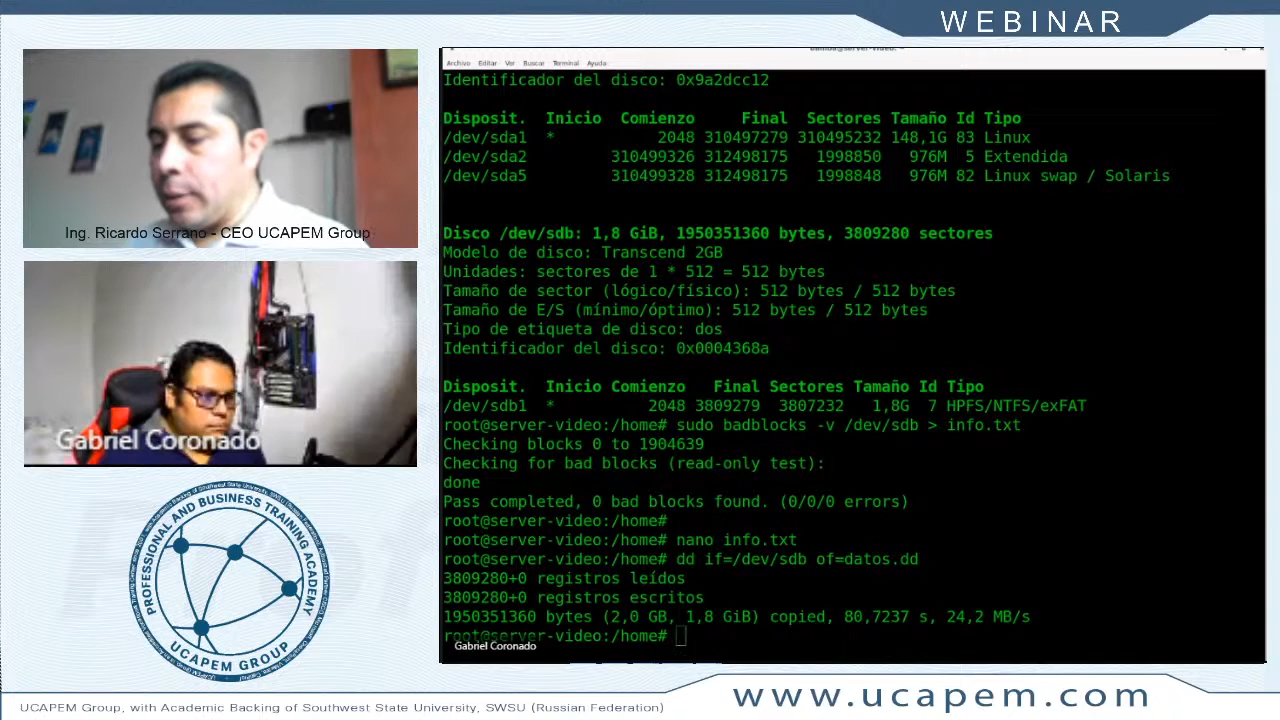 WEBINAR
Archivo Editar Ver Buscar Terminal Ayuda
Identificador del disco: 0x9a2dcc12
Disposit. Inicio Comienzo Final Sectores Tamaño Id Tipo
/dev/sda1 * 2048 310497279 310495232 148,1G 83 Linux
/dev/sda2 310499326 312498175 1998850 976M 5 Extendida
/dev/sda5 310499328 312498175 1998848 976M 82 Linux swap / Solaris
Disco /dev/sdb: 1,8 GiB, 1950351360 bytes, 3809280 sectores
Modelo de disco: Transcend 2GB
Unidades: sectores de 1 * 512 = 512 bytes
Tamaño de sector (lógico/físico): 512 bytes / 512 bytes
Tamaño de E/S (mínimo/óptimo): 512 bytes / 512 bytes
Tipo de etiqueta de disco: dos
Identificador del disco: 0x0004368a
Disposit. Inicio Comienzo Final Sectores Tamaño Id Tipo
/dev/sdb1 * 2048 3809279 3807232 1,8G 7 HPFS/NTFS/exFAT
root@server-video:/home# sudo badblocks -v /dev/sdb > info.txt
Checking blocks 0 to 1904639
Checking for bad blocks (read-only test):
done
Pass completed, 0 bad blocks found. (0/0/0 errors)
root@server-video:/home#
root@server-video:/home# nano info.txt
root@server-video:/home# dd if=/dev/sdb of=datos.dd
3809280+0 registros leídos
3809280+0 registros escritos
1950351360 bytes (2,0 GB, 1,8 GiB) copied, 80,7237 s, 24,2 MB/s
root@server-video:/home#
Gabriel Coronado
Ing. Ricardo Serrano - CEO UCAPEM Group
Gabriel Coronado
PROFESSIONAL AND BUSINESS TRAINING ACADEMY
UCAPEM GROUP
UCAPEM Group, with Academic Backing of Southwest State University, SWSU (Russian Federation)
www.ucapem.com